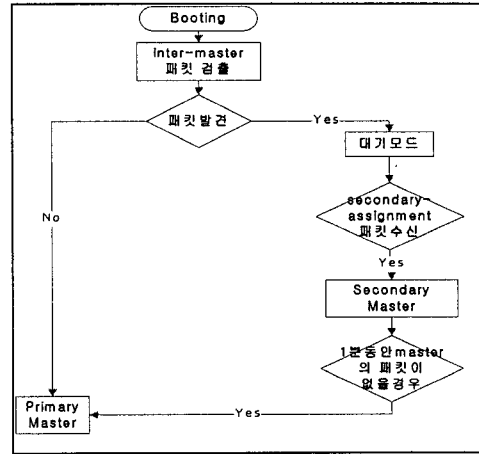 Booting
Inter-master
패킷 검출
패킷발견
Yes
대기모드
No
secondary-
assignment
패킷수신
Yes
Secondary
Master
1분동안master
의 패킷이
없을경우
Primary
Master
Yes